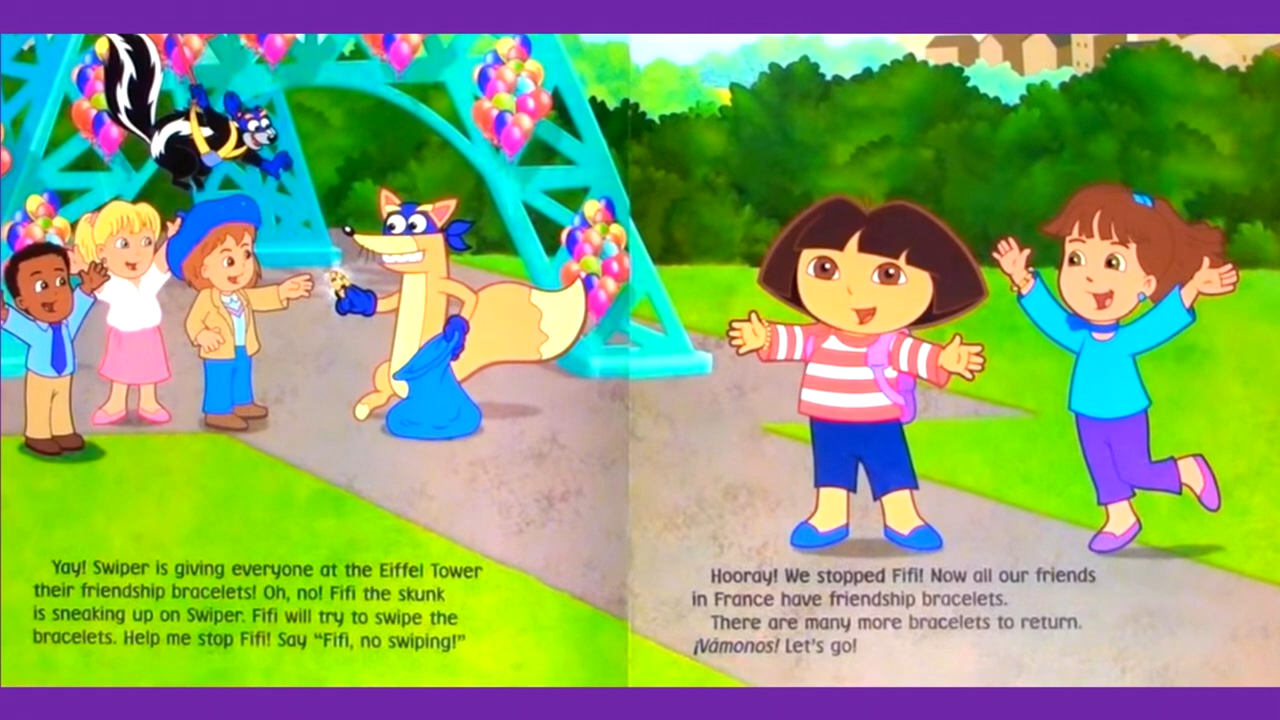 Yay! Swiper is giving everyone at the Eiffel Tower
their friendship bracelets! Oh, no! Fifi the skunk
is sneaking up on Swiper. Fifi will try to swipe the
bracelets. Help me stop Fifi! Say “Fifi, no swiping!”
Hooray! We stopped Fifi! Now all our friends
in France have friendship bracelets.
There are many more bracelets to return.
¡Vámonos! Let's go!